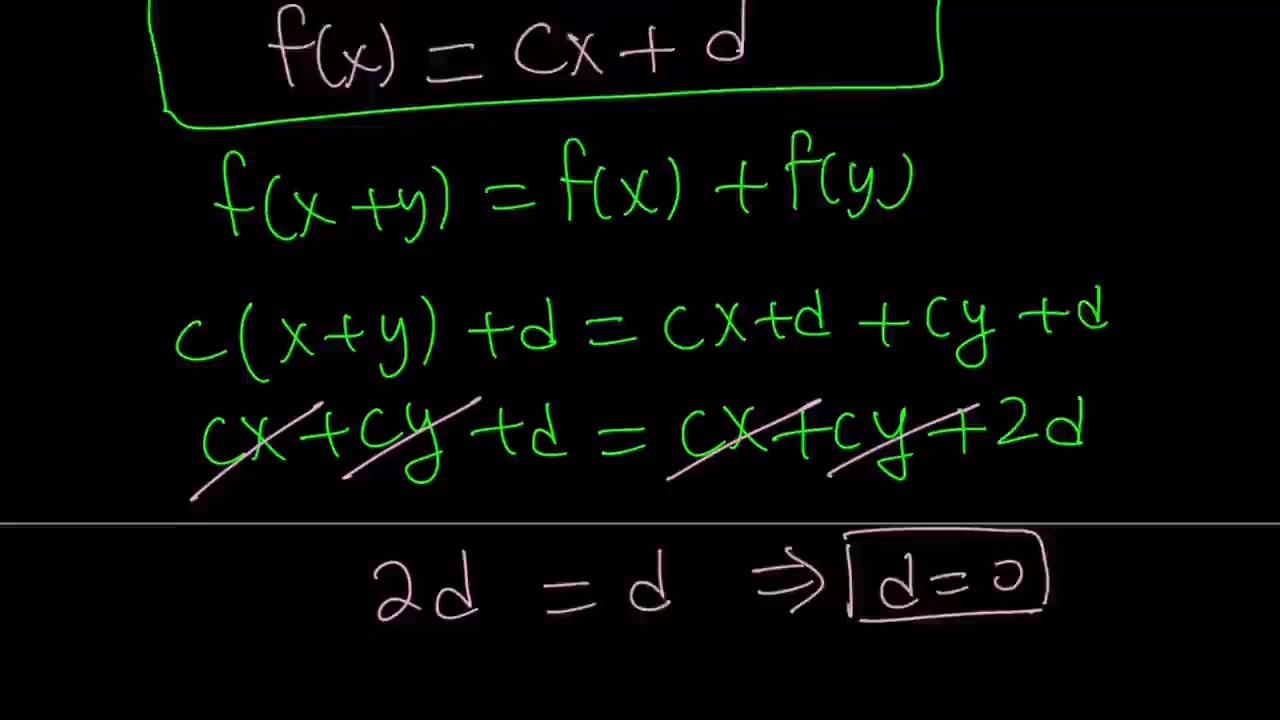 f(x) = cx + d
f(x+y) = f(x) + f(y)
c(x+y) + d = cx+d + cy + d
cx + cy + d = cx + cy + 2d
2d = d ⇒ d = 0